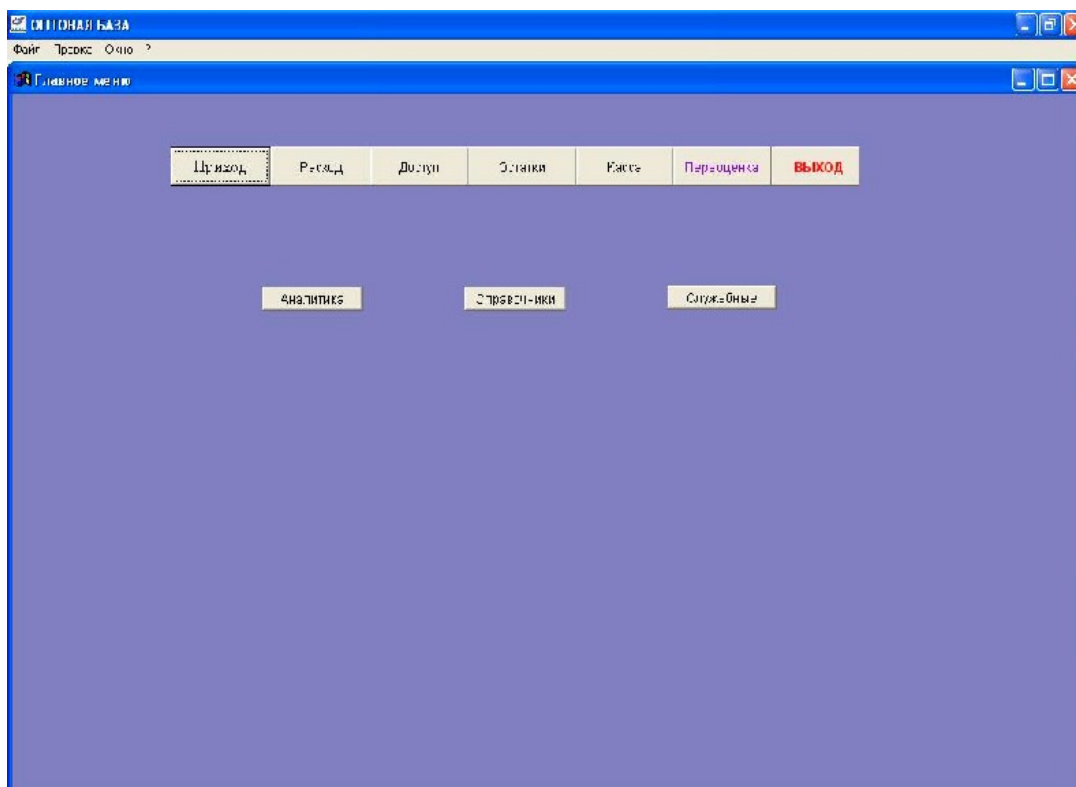 ОПТОВАЯ БАЗА
Файл Правка Окно ?
Главное меню
Приход Расход Доступ Остатки Касса Переоценка ВЫХОД
Аналитика Справочники Служебные